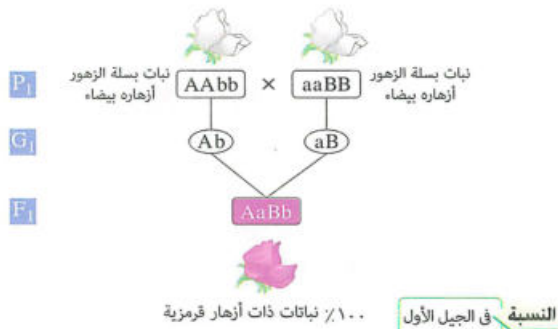 نبات بسلة الزهور أزهاره بيضاء
P₁ AAbb × aaBB
نبات بسلة الزهور أزهاره بيضاء
G₁ Ab aB
F₁ AaBb
١٠٠٪ نباتات ذات أزهار قرمزية
النسبة فى الجيل الأول